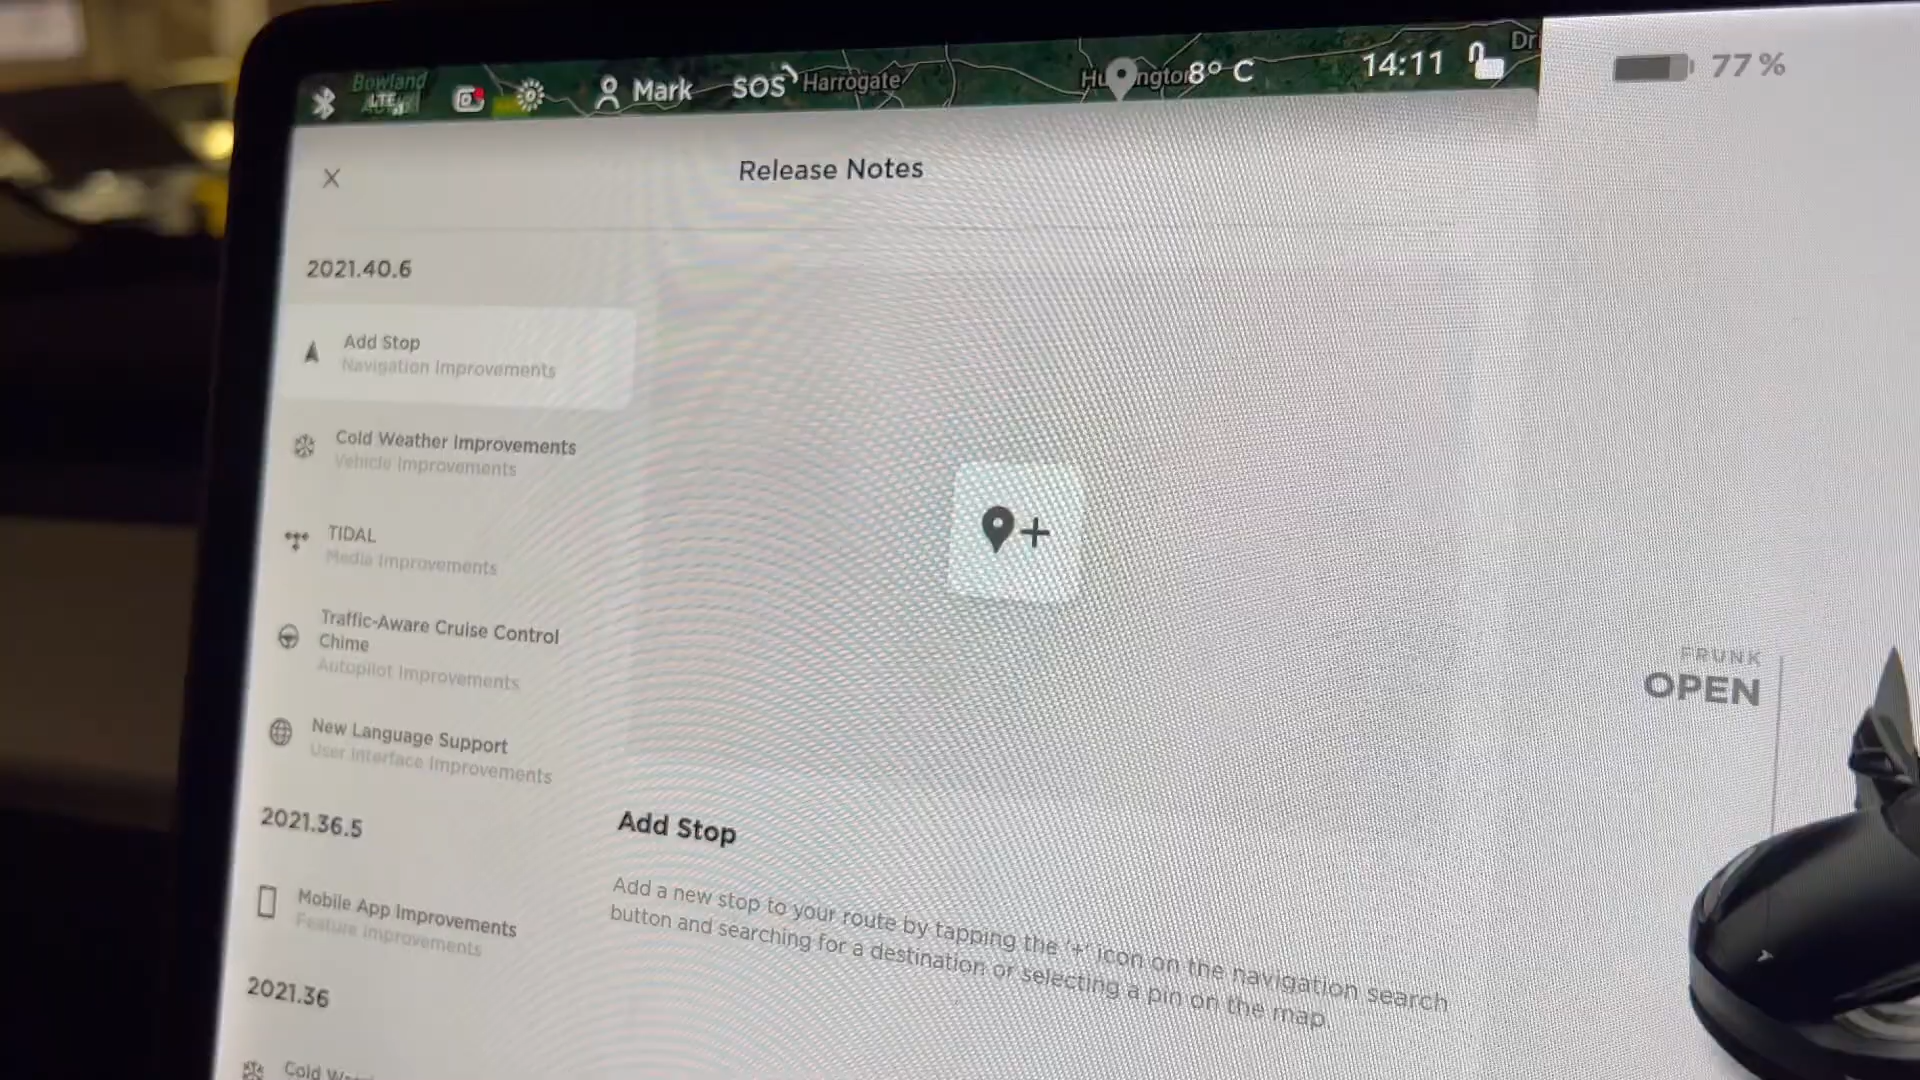 Bowland
LTE
Mark
SOS
Harrogate
8° C
14:11
77 %
Release Notes
2021.40.6
Add Stop
Navigation Improvements
Cold Weather Improvements
Vehicle Improvements
TIDAL
Media Improvements
Traffic-Aware Cruise Control
Chime
Autopilot Improvements
New Language Support
User Interface Improvements
2021.36.5
Mobile App Improvements
Feature Improvements
2021.36
Cold
Add Stop
Add a new stop to your route by tapping the '+' icon on the navigation search
button and searching for a destination or selecting a pin on the map.
FRUNK
OPEN